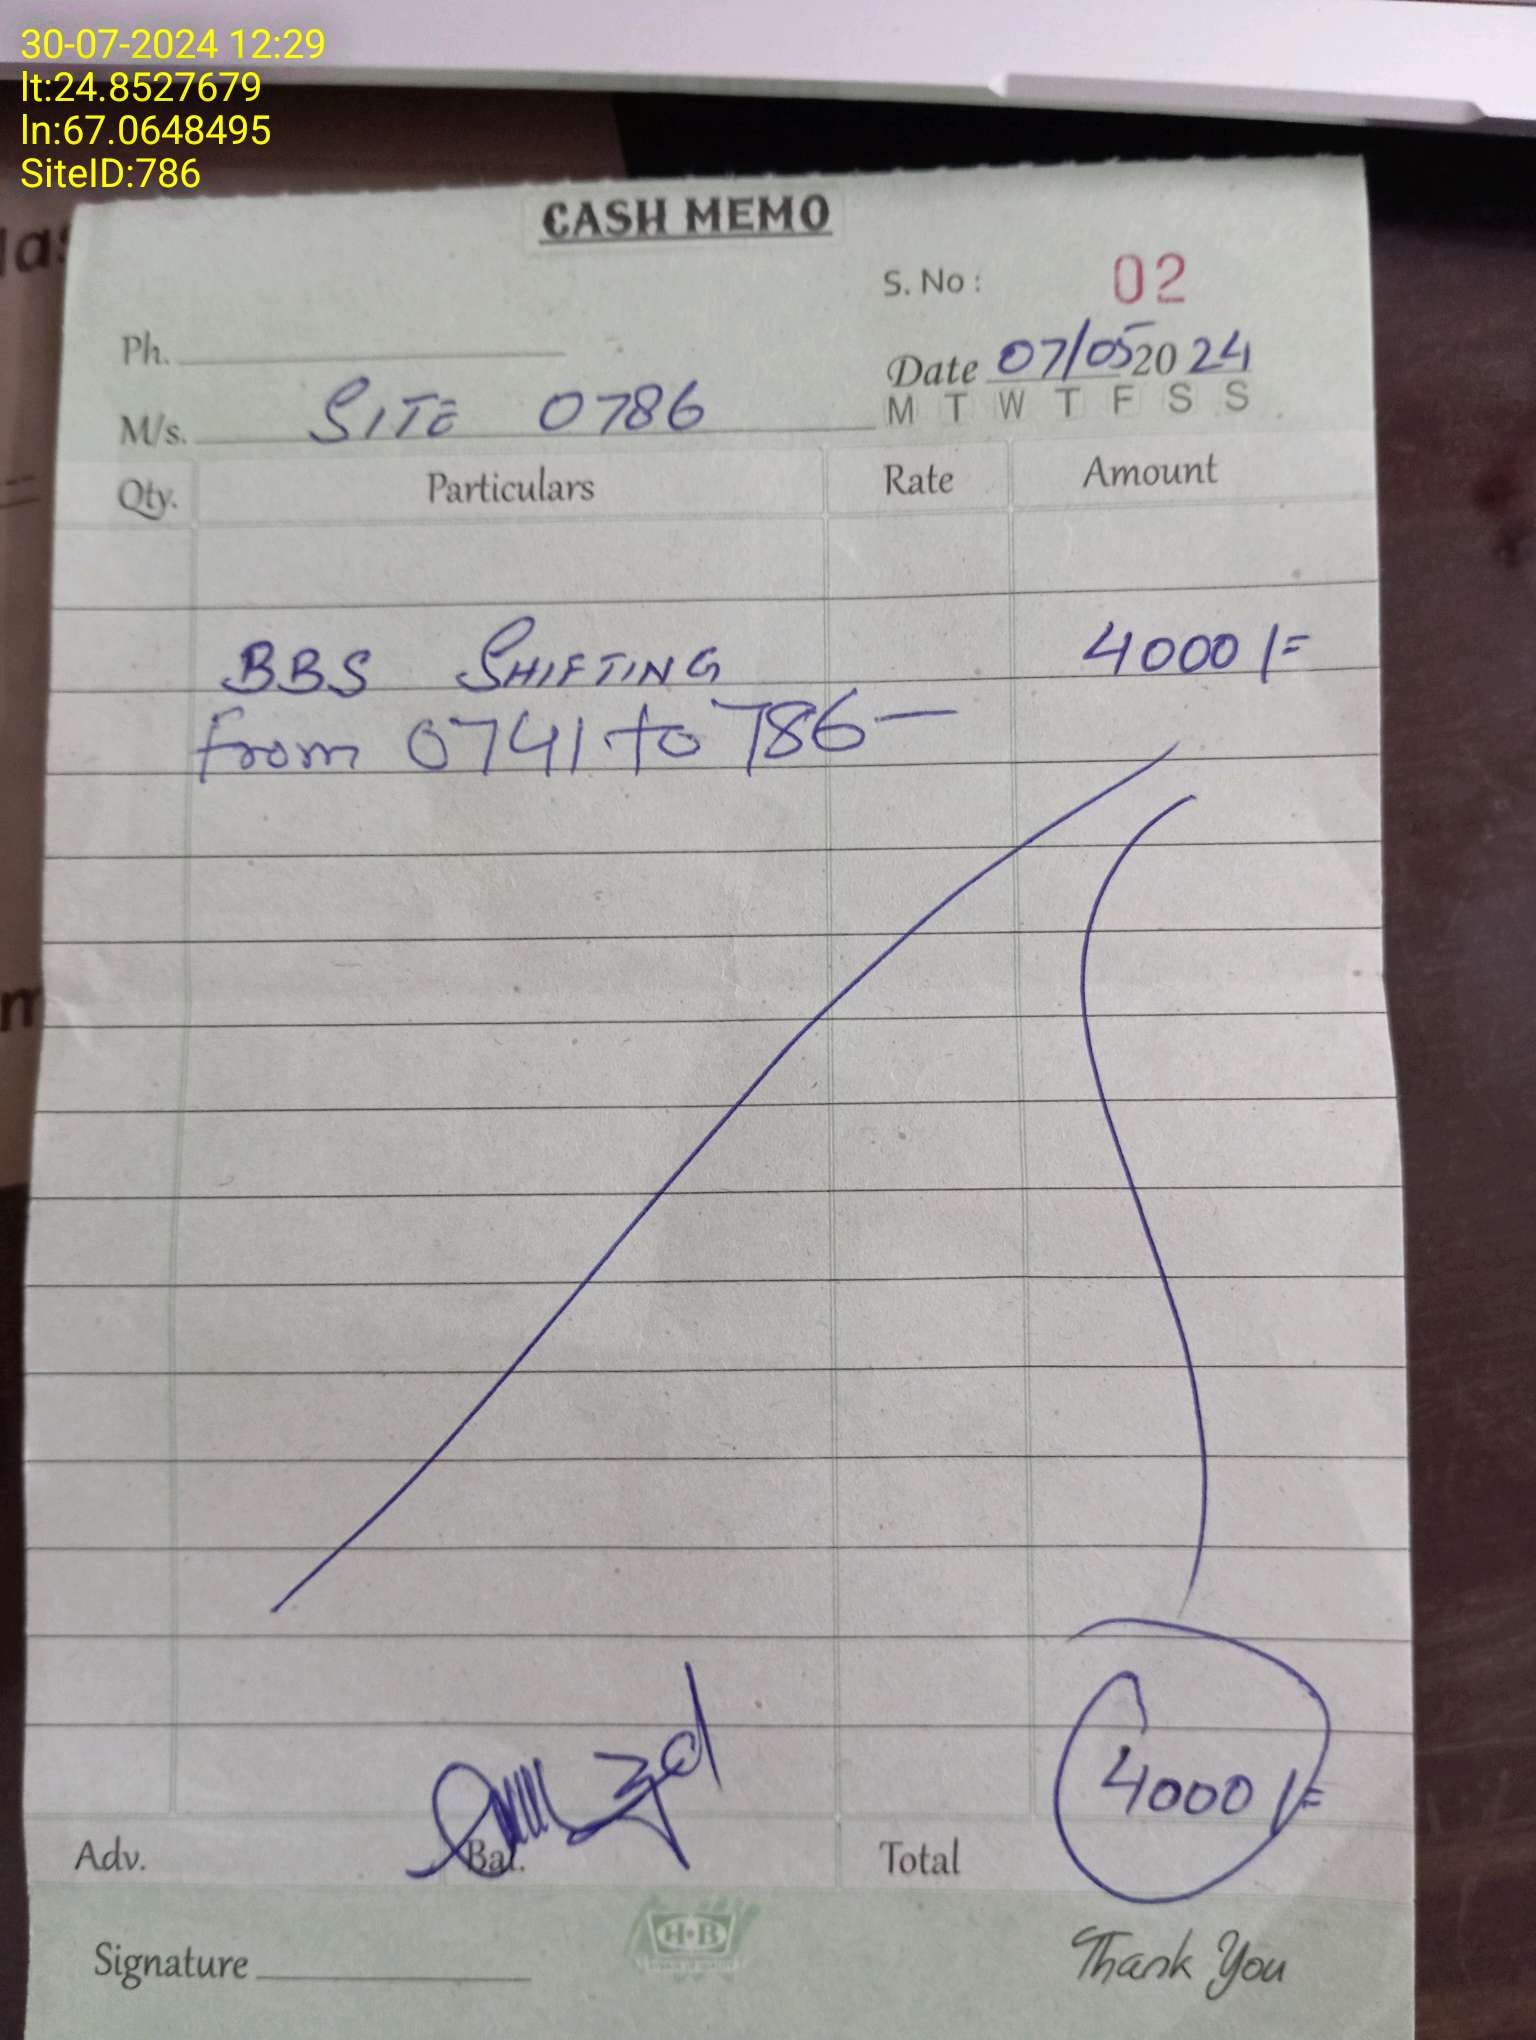 30-07-2024 12:29
lt:24.8527679
ln:67.0648495
SiteID:786
CASH MEMO
S. No : 02
Ph.
Date 07/05 2024
M T W T F S S
M/s. SITE 0786
Qty. Particulars Rate Amount
BBS SHIFTING 4000/=
from 0741 to 786 —
4000/=
Adv. Bal. Total
H·B
Signature
Thank You